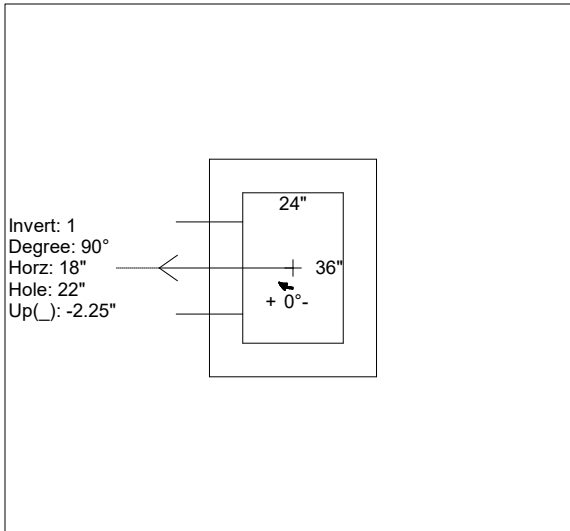 24"
Invert: 1
Degree: 90°
Horz: 18"
Hole: 22"
Up(_): -2.25"
36"
+ 0°-